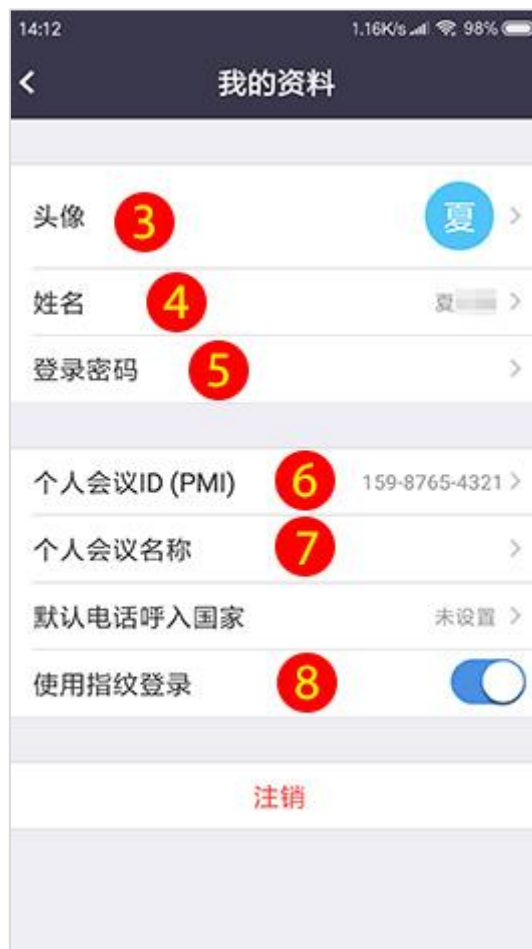 14:12 1.16K/s 98%
我的资料
头像 3 夏
姓名 4 夏
登录密码 5
个人会议ID (PMI) 6 159-8765-4321
个人会议名称 7
默认电话呼入国家 未设置
使用指纹登录 8
注销